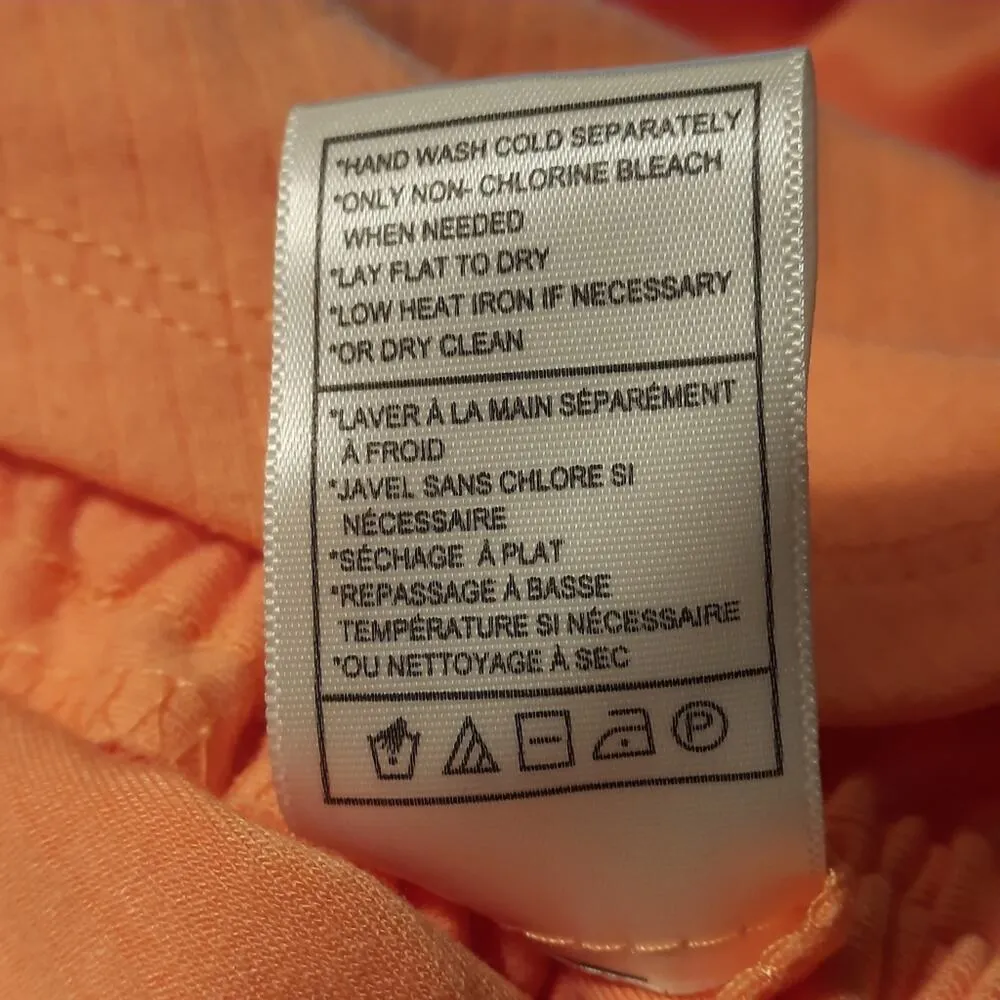 *HAND WASH COLD SEPARATELY
*ONLY NON- CHLORINE BLEACH
WHEN NEEDED
*LAY FLAT TO DRY
*LOW HEAT IRON IF NECESSARY
*OR DRY CLEAN
*LAVER À LA MAIN SÉPARÉMENT
À FROID
*JAVEL SANS CHLORE SI
NÉCESSAIRE
*SÉCHAGE À PLAT
*REPASSAGE À BASSE
TEMPÉRATURE SI NÉCESSAIRE
*OU NETTOYAGE À SEC
P